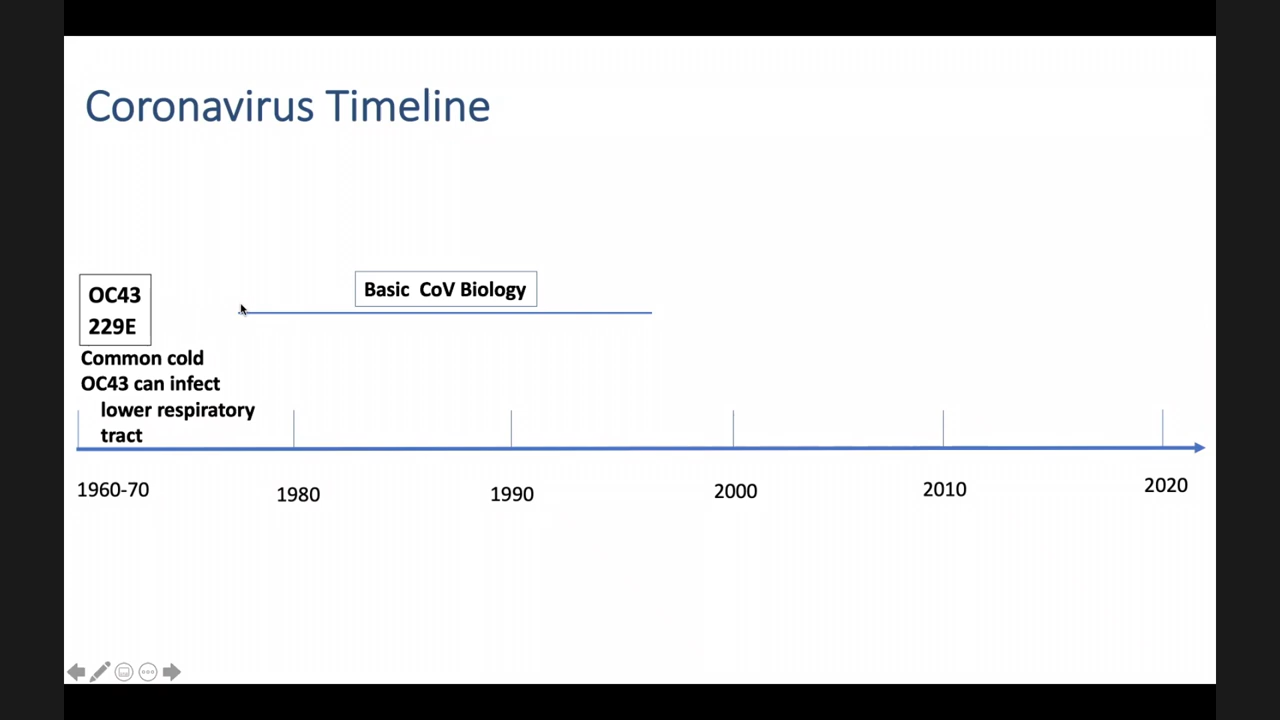 Coronavirus Timeline
OC43
229E
Basic CoV Biology
Common cold
OC43 can infect
lower respiratory
tract
1960-70
1980
1990
2000
2010
2020